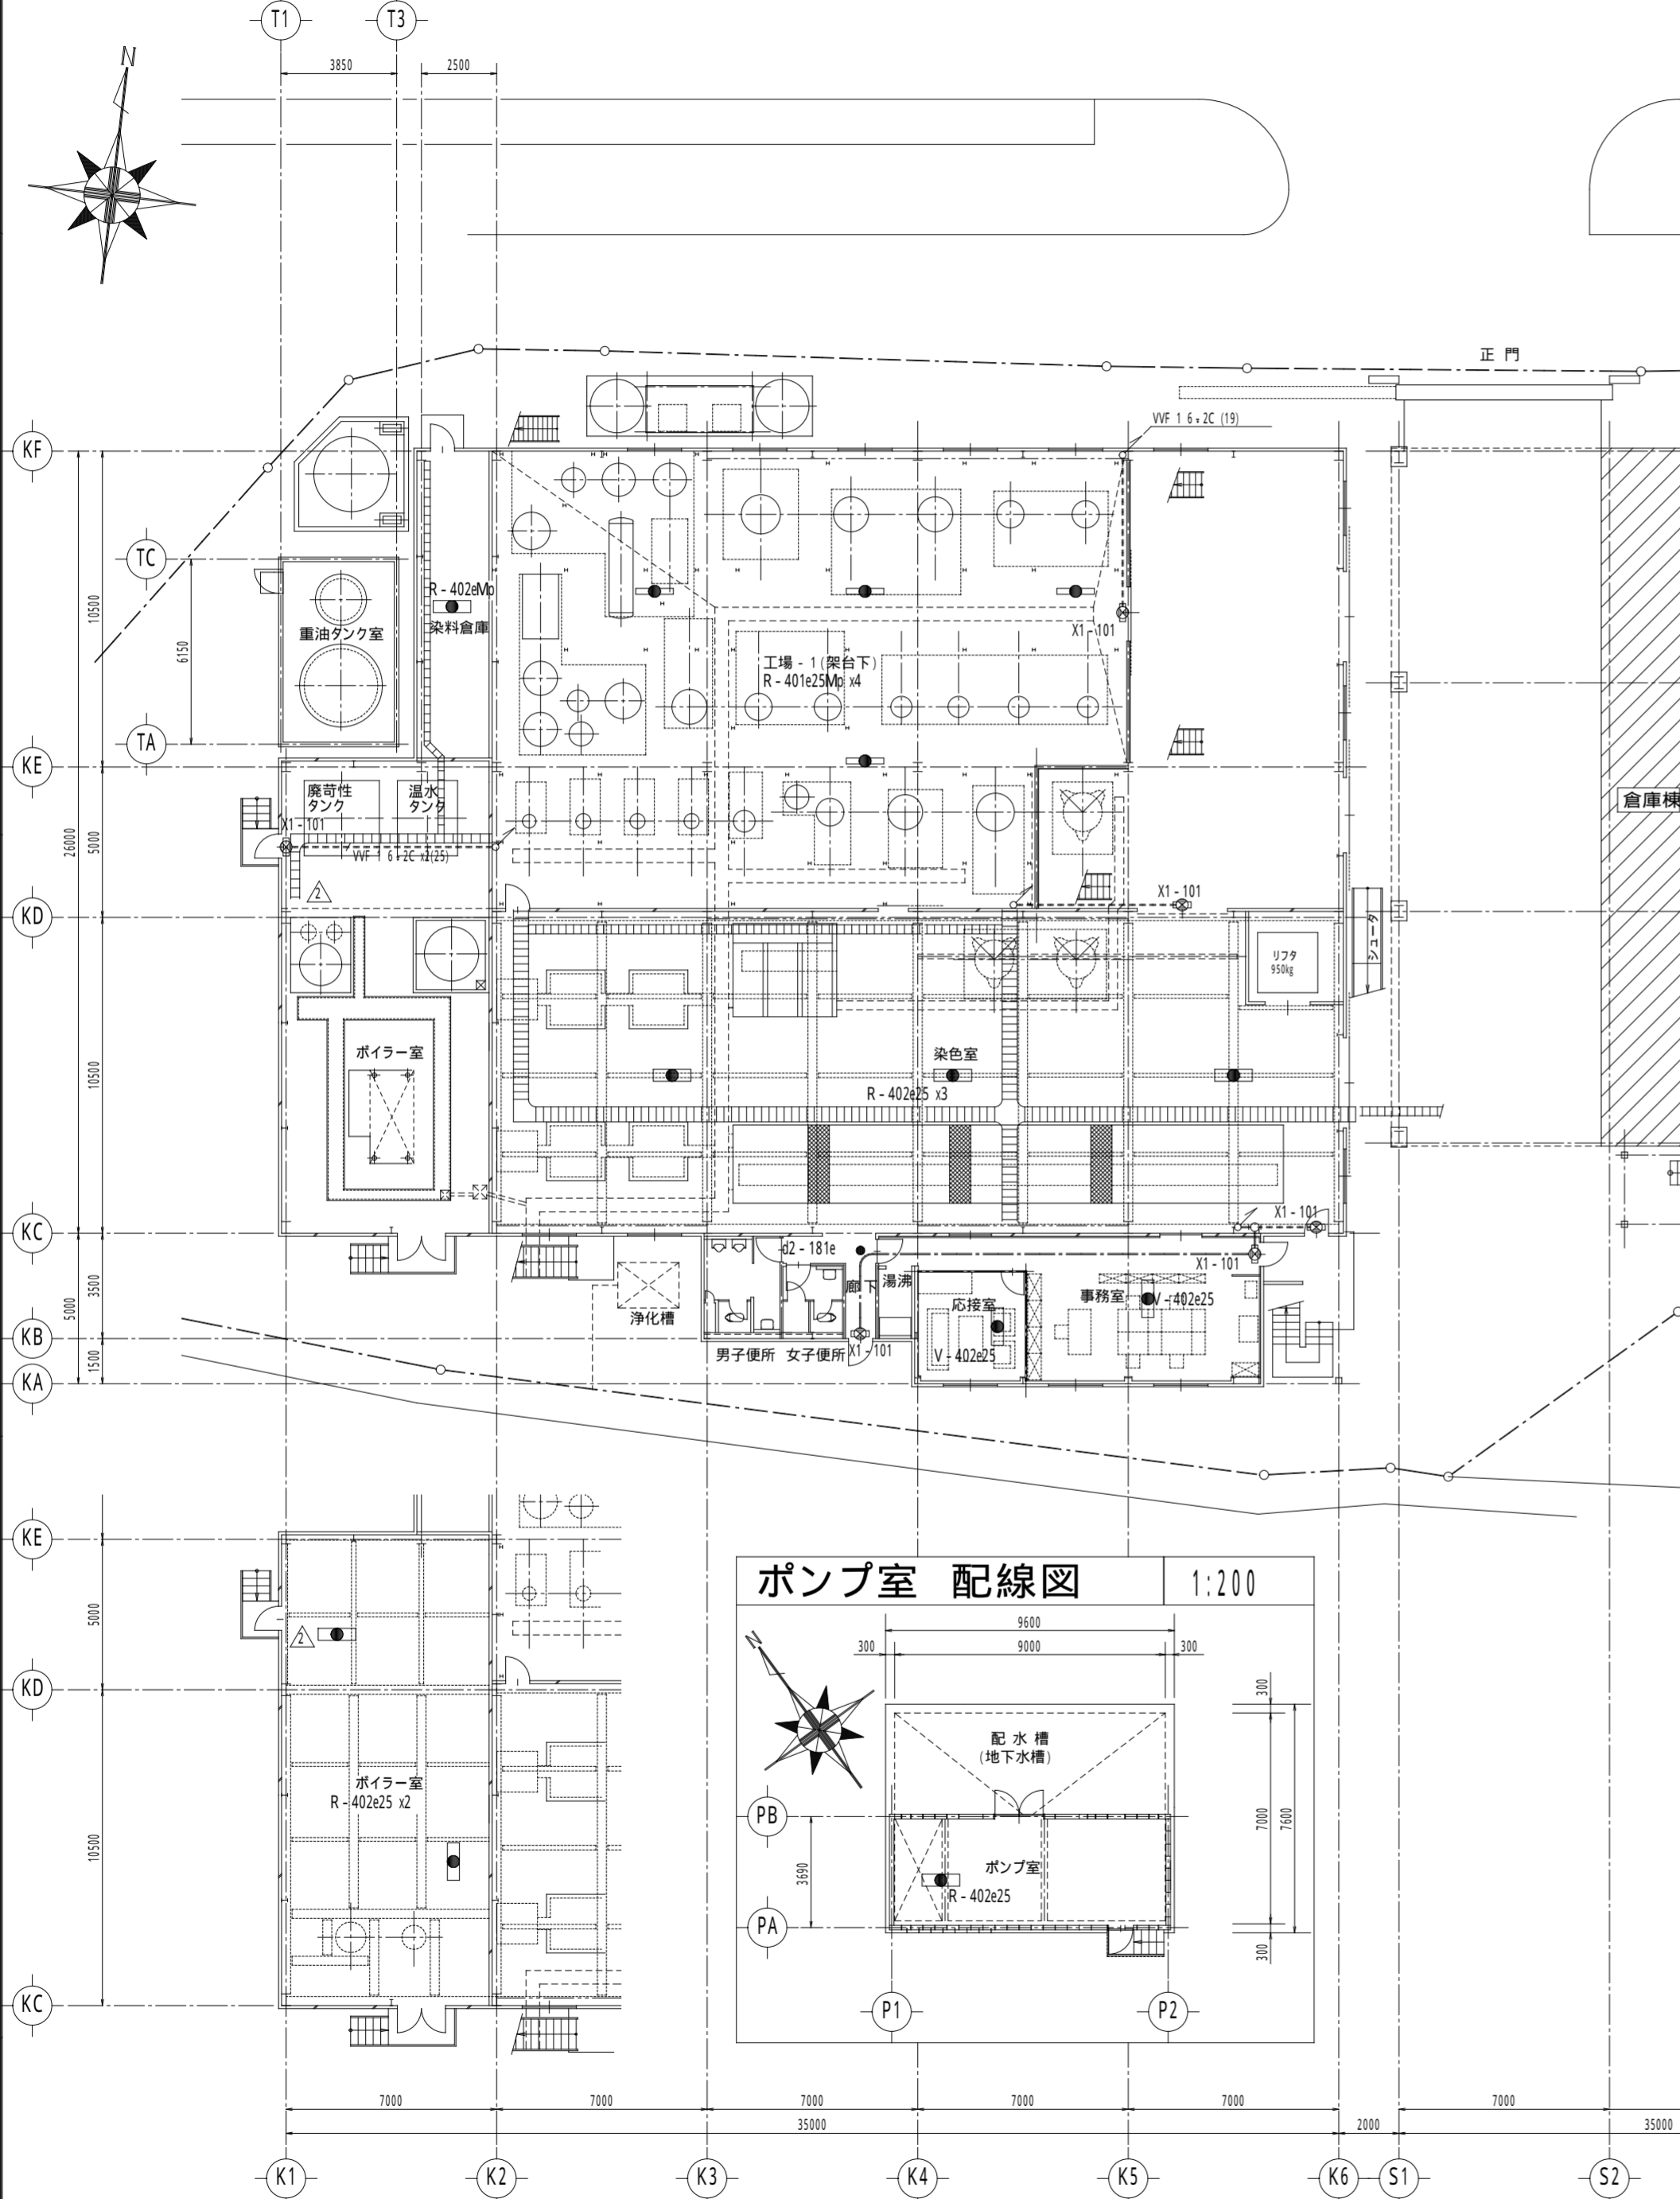 T1
T3
3850
2500
N
正 門
VVF 1 6 - 2C (19)
KF
TC
R - 402eMp
染料倉庫
重油タンク室
10500
6150
X1 - 101
工場 - 1 (架台下)
R - 401e25Mp x4
TA
KE
廃苛性
タンク
温水
タンク
倉庫棟
X1 - 101
VVF 1 6 - 2C x2(25)
26000
5000
2
X1 - 101
KD
シュータ
リフタ
950kg
ボイラー室
染色室
R - 402e25 x3
10500
X1 - 101
KC
d2 - 181e
X1 - 101
廊 下
湯沸
応接室
事務室
V - 402e25
3500
5000
浄化槽
KB
男子便所
女子便所
X1 - 101
V - 402e25
1500
KA
KE
ポンプ室 配線図
1:200
5000
2
9600
300
9000
300
N
KD
300
配 水 槽
(地下水槽)
ボイラー室
R - 402e25 x2
PB
7000
7600
10500
3690
ポンプ室
R - 402e25
PA
300
KC
P1
P2
7000
7000
7000
7000
7000
7000
35000
2000
35000
K1
K2
K3
K4
K5
K6
S1
S2